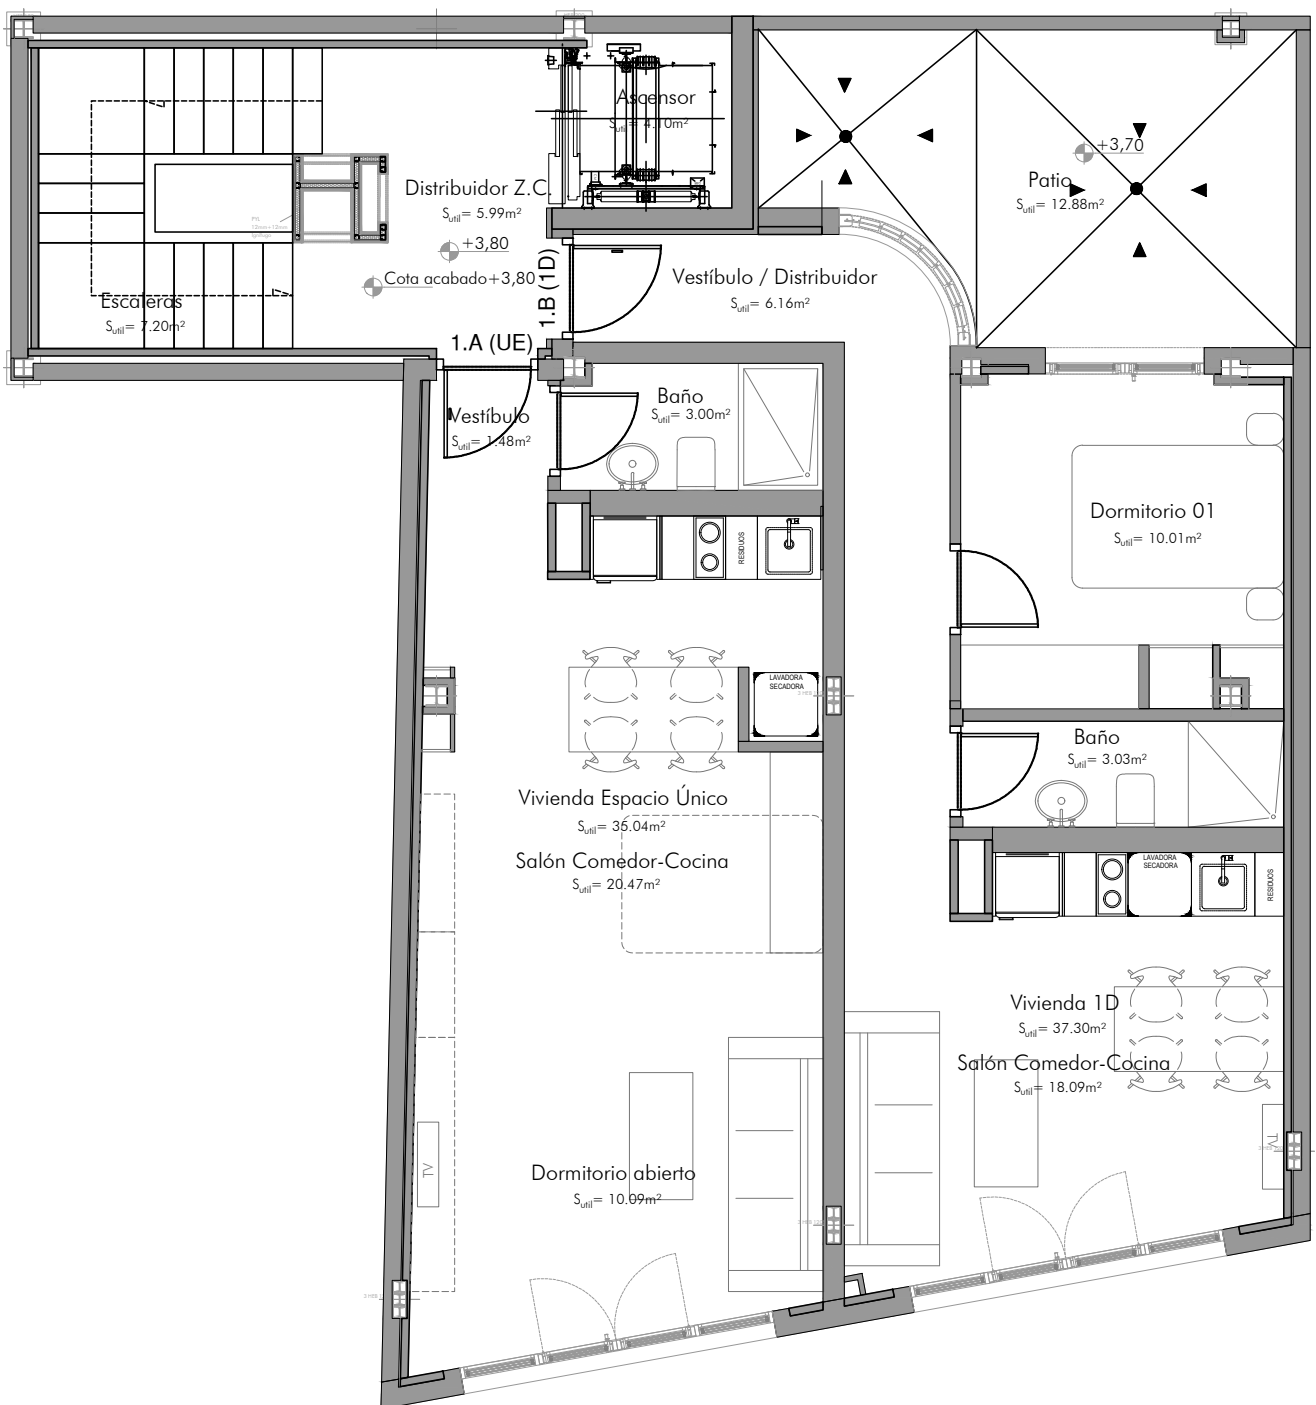 Ascensor
Sutil= 4.10m²
+3,70
Patio
Sutil= 12.88m²
Distribuidor Z.C.
Sutil= 5.99m²
+3,80
Cota acabado+3,80
Escaleras
Sutil= 7.20m²
1.B (1D)
1.A (UE)
Vestíbulo / Distribuidor
Sutil= 6.16m²
Vestíbulo
Sutil= 1.48m²
Baño
Sutil= 3.00m²
RESIDUOS
Dormitorio 01
Sutil= 10.01m²
LAVADORA
SECADORA
Baño
Sutil= 3.03m²
Vivienda Espacio Único
Sutil= 35.04m²
Salón Comedor-Cocina
Sutil= 20.47m²
LAVADORA
SECADORA
RESIDUOS
Vivienda 1D
Sutil= 37.30m²
Salón Comedor-Cocina
Sutil= 18.09m²
TV
Dormitorio abierto
Sutil= 10.09m²
TV